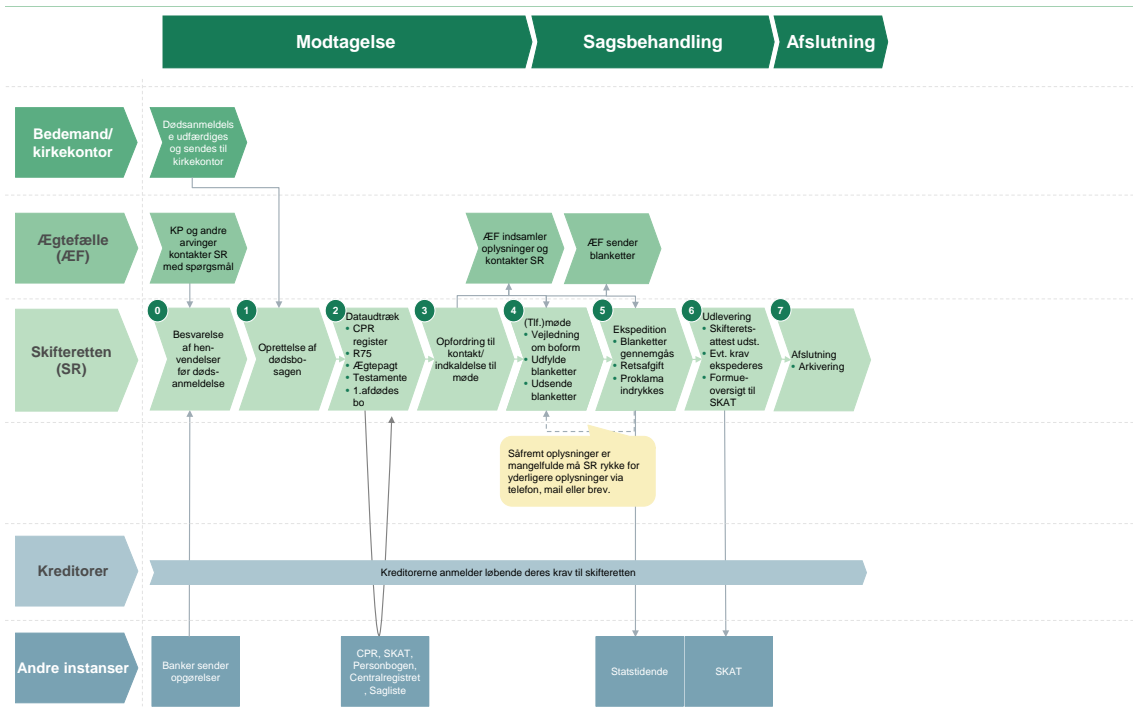 Modtagelse
Sagsbehandling
Afslutning
Bedemand/
kirkekontor
Dødsanmeldels
e udfærdiges
og sendes til
kirkekontor
Ægtefælle
(ÆF)
KP og andre
arvinger
kontakter SR
med spørgsmål
ÆF indsamler
oplysninger og
kontakter SR
ÆF sender
blanketter
Skifteretten
(SR)
0
Besvarelse
af hen-
vendelser
før døds-
anmeldelse
1
Oprettelse af
dødsbo-
sagen
2
Dataudtræk
• CPR
register
• R75
• Ægtepagt
• Testamente
• 1.afdødes
bo
3
Opfordring til
kontakt/
indkaldelse til
møde
4
(Tlf.)møde
• Vejledning
om boform
• Udfylde
blanketter
• Udsende
blanketter
5
Ekspedition
• Blanketter
gennemgås
• Retsafgift
• Proklama
indrykkes
6
Udlevering
• Skifterets-
attest udst.
• Evt. krav
ekspederes
• Formue-
oversigt til
SKAT
7
Afslutning
• Arkivering
Såfremt oplysninger er
mangelfulde må SR rykke for
yderligere oplysninger via
telefon, mail eller brev.
Kreditorer
Kreditorerne anmelder løbende deres krav til skifteretten
Andre instanser
Banker sender
opgørelser
CPR, SKAT,
Personbogen,
Centralregistret
, Sagliste
Statstidende
SKAT